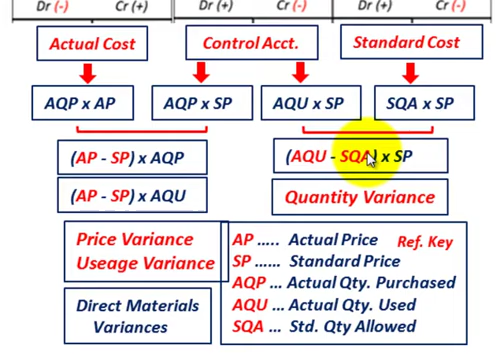 Dr (-) Cr (+) Dr (+) Cr (-) Dr (+) Cr (-)
Actual Cost Control Acct. Standard Cost
AQP x AP AQP x SP AQU x SP SQA x SP
(AP - SP) x AQP (AQU - SQA) x SP
(AP - SP) x AQU Quantity Variance
Price Variance
Useage Variance
Direct Materials
Variances
AP ..... Actual Price Ref. Key
SP ...... Standard Price
AQP ... Actual Qty. Purchased
AQU ... Actual Qty. Used
SQA ... Std. Qty Allowed